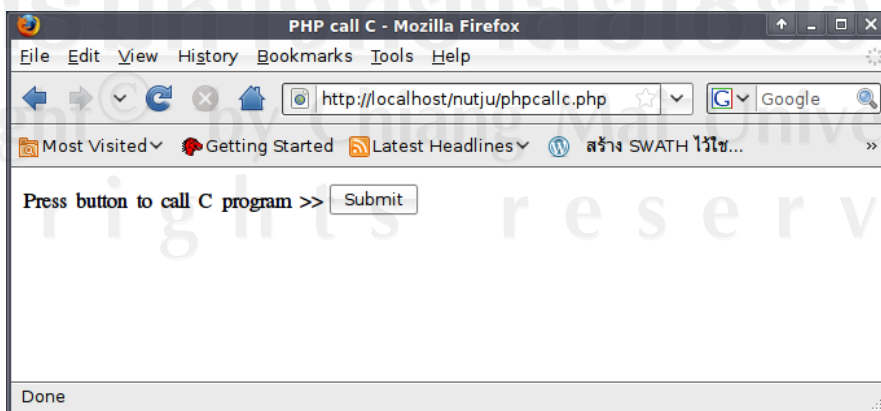 PHP call C - Mozilla Firefox
File Edit View History Bookmarks Tools Help
http://localhost/nutju/phpcallc.php Google
Most Visited Getting Started Latest Headlines สร้าง SWATH ไว้ใช... »
Press button to call C program >> Submit
rights reserv
Done